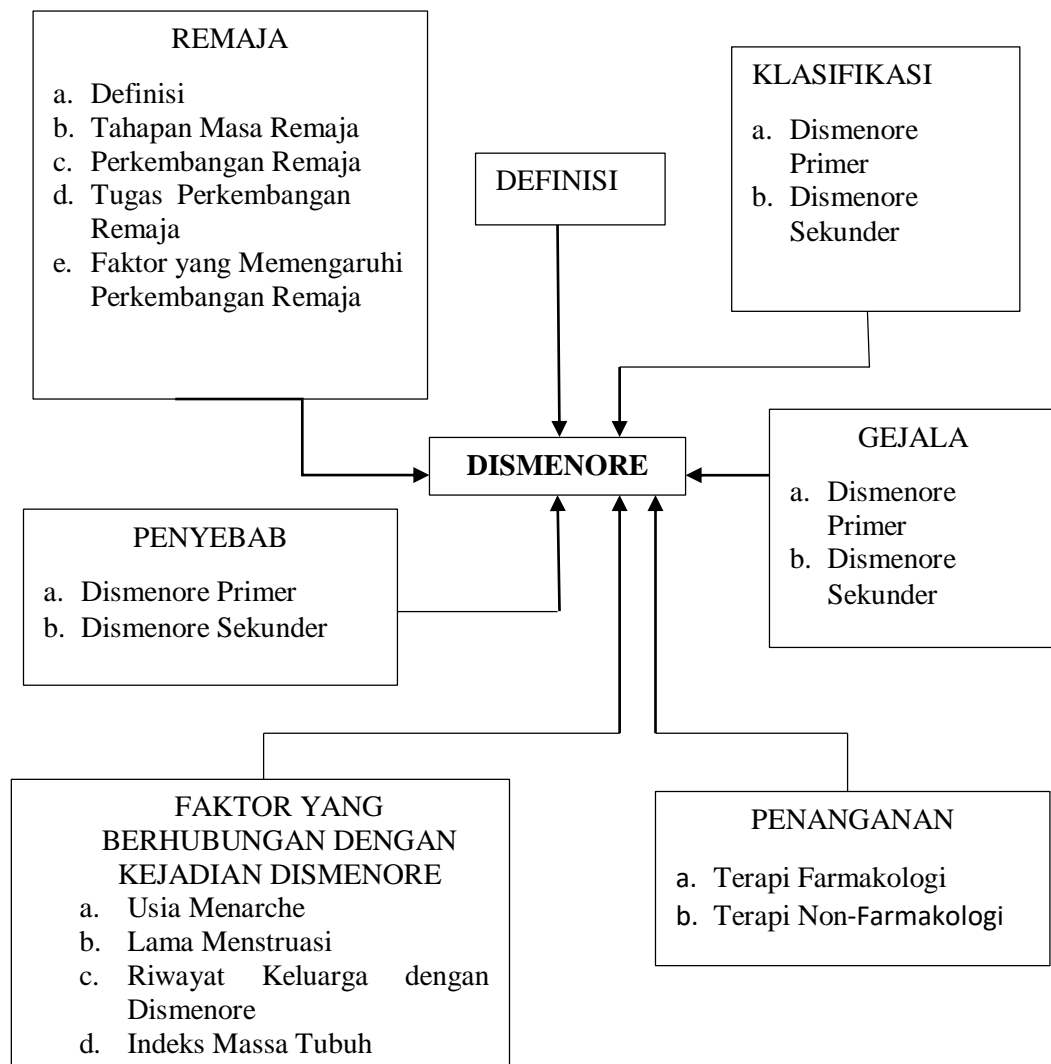 REMAJA
a. Definisi
b. Tahapan Masa Remaja
c. Perkembangan Remaja
d. Tugas Perkembangan
Remaja
e. Faktor yang Memengaruhi
Perkembangan Remaja
DEFINISI
KLASIFIKASI
a. Dismenore
Primer
b. Dismenore
Sekunder
DISMENORE
GEJALA
a. Dismenore
Primer
b. Dismenore
Sekunder
PENYEBAB
a. Dismenore Primer
b. Dismenore Sekunder
FAKTOR YANG
BERHUBUNGAN DENGAN
KEJADIAN DISMENORE
a. Usia Menarche
b. Lama Menstruasi
c. Riwayat Keluarga dengan
Dismenore
d. Indeks Massa Tubuh
PENANGANAN
a. Terapi Farmakologi
b. Terapi Non-Farmakologi